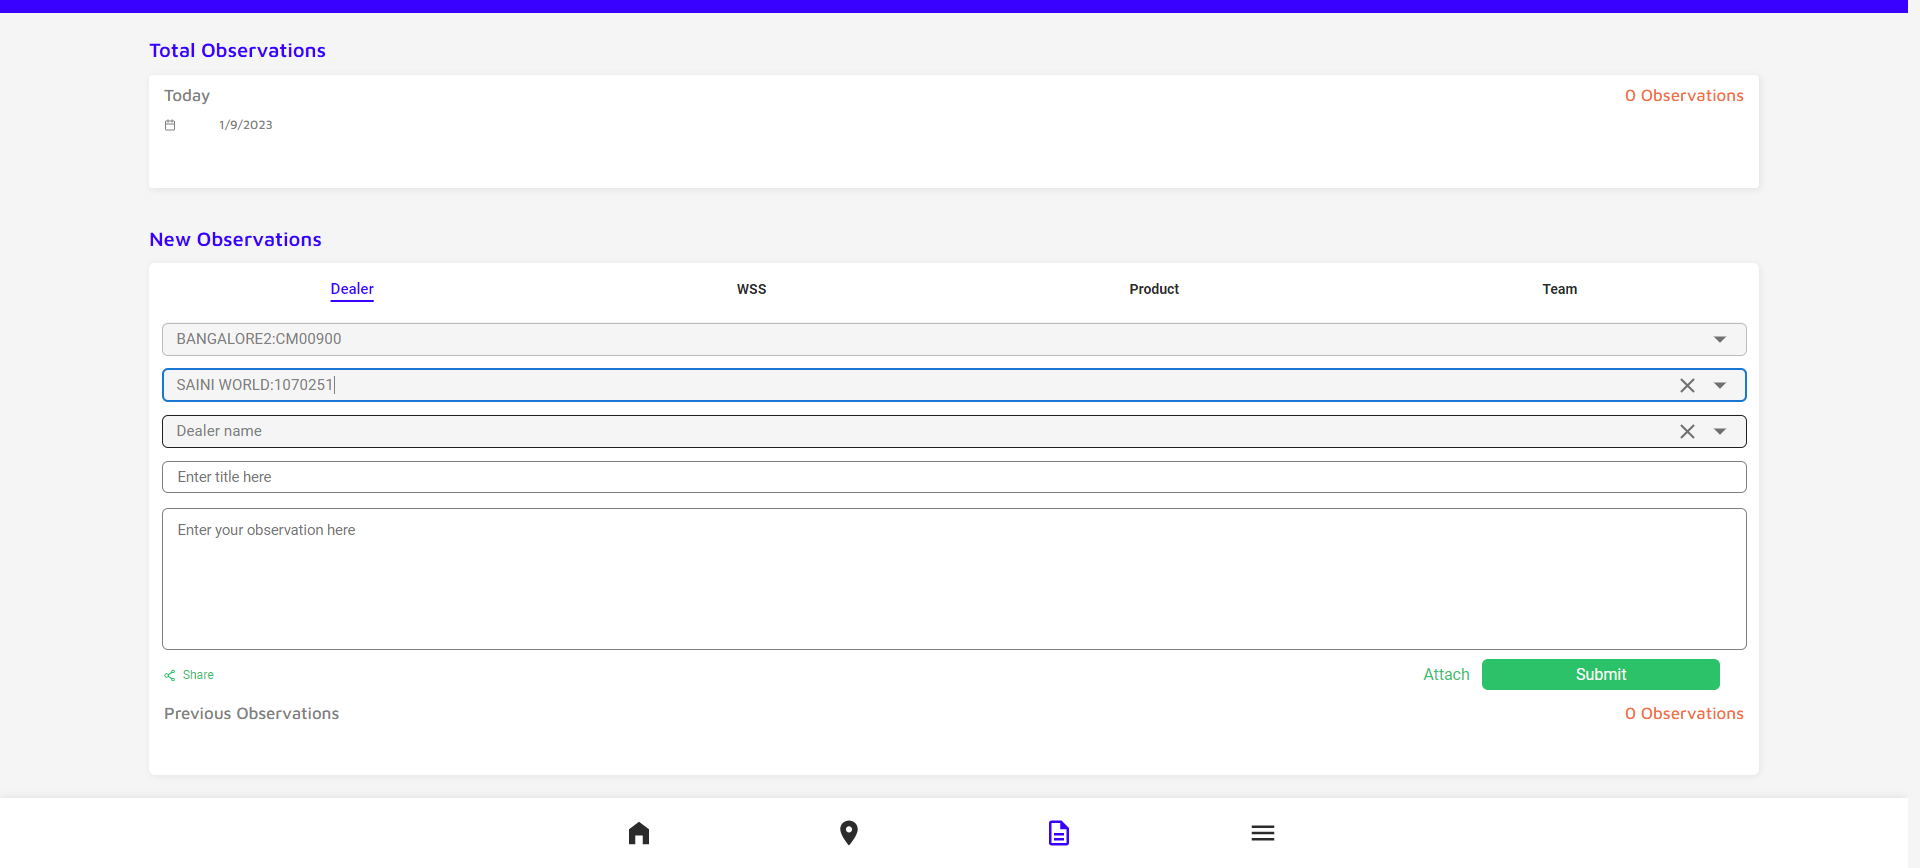 Total Observations
Today
0 Observations
1/9/2023
New Observations
Dealer
WSS
Product
Team
BANGALORE2:CM00900
SAINI WORLD:1070251
Dealer name
Enter title here
Enter your observation here
Share
Attach
Submit
Previous Observations
0 Observations